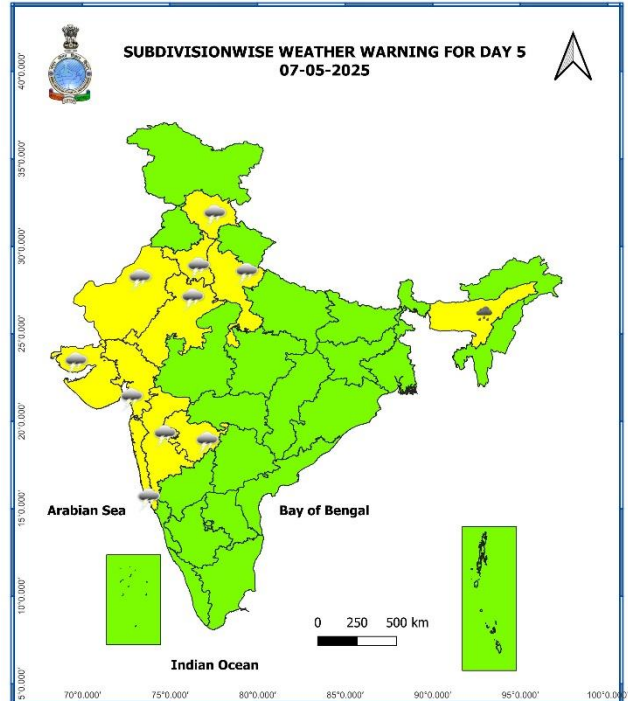 SUBDIVISIONWISE WEATHER WARNING FOR DAY 5
07-05-2025
40°0.000'
35°0.000'
30°0.000'
25°0.000'
20°0.000'
15°0.000'
10°0.000'
5°0.000'
Arabian Sea
Bay of Bengal
0 250 500 km
Indian Ocean
70°0.000' 75°0.000' 80°0.000' 85°0.000' 90°0.000' 95°0.000' 100°0.000'